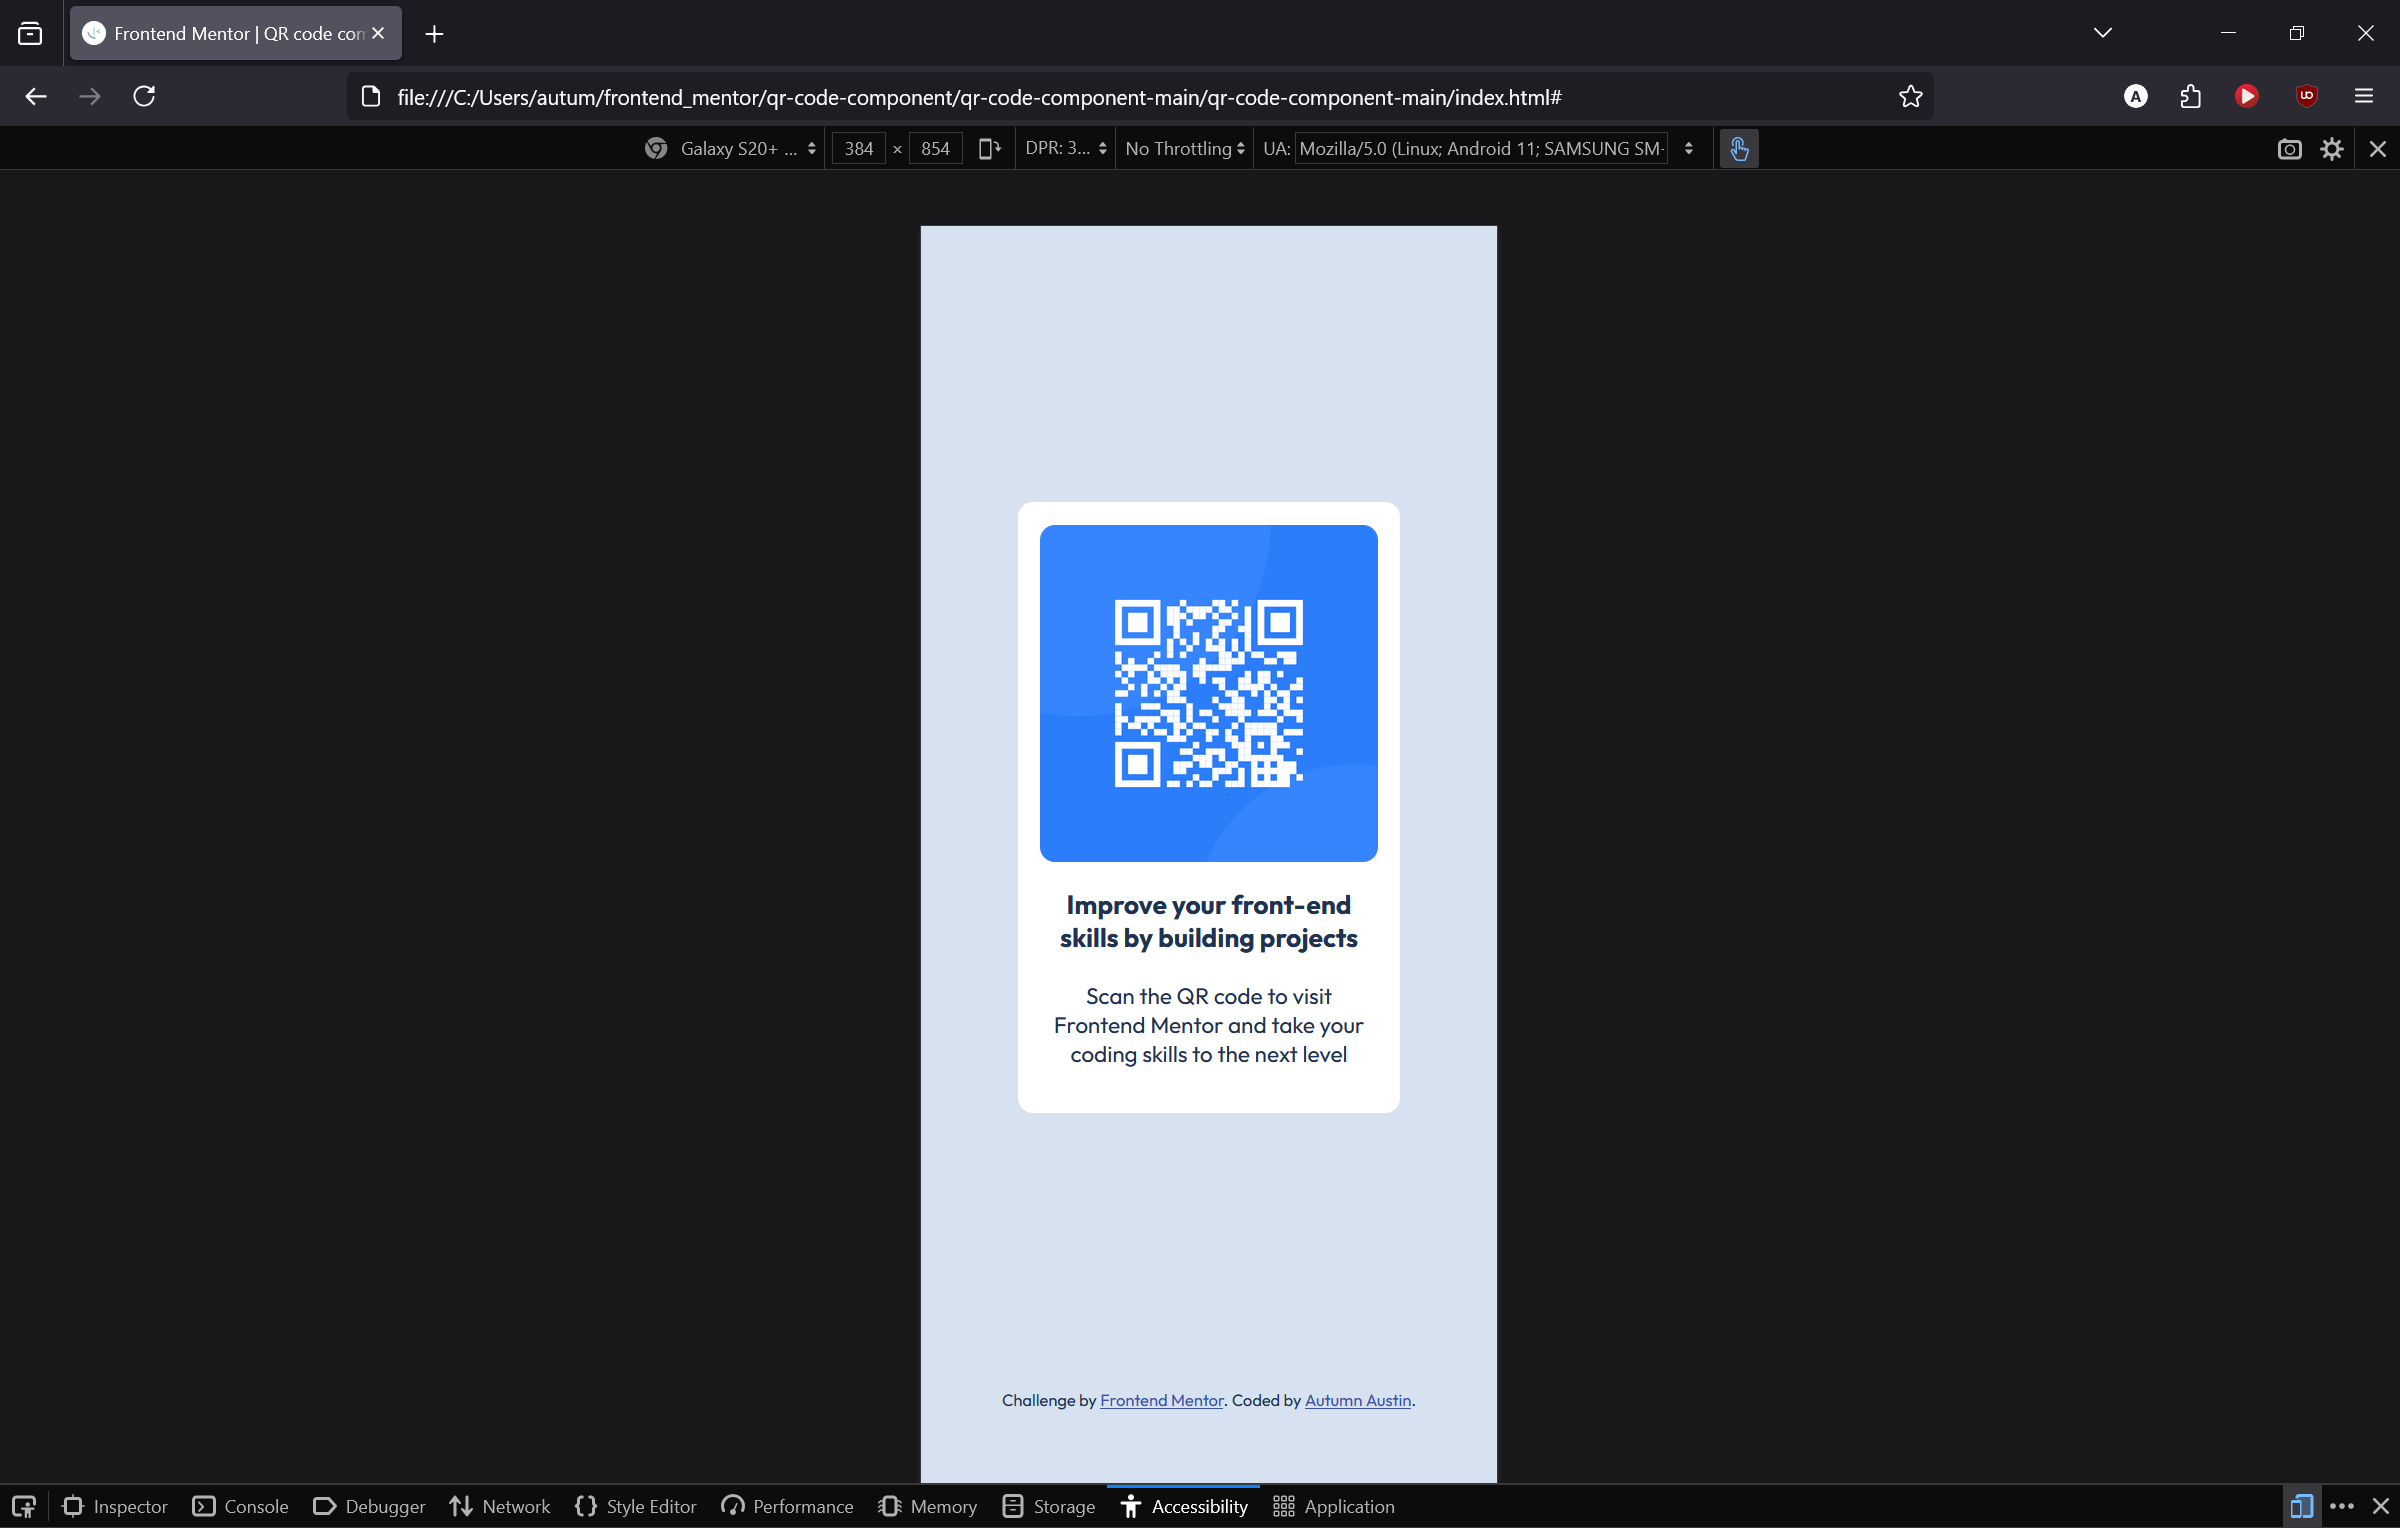 Frontend Mentor | QR code con
file:///C:/Users/autum/frontend_mentor/qr-code-component/qr-code-component-main/qr-code-component-main/index.html#
A
UO
Galaxy S20+ ... 384 × 854 DPR: 3... No Throttling UA: Mozilla/5.0 (Linux; Android 11; SAMSUNG SM-
Improve your front-end
skills by building projects
Scan the QR code to visit
Frontend Mentor and take your
coding skills to the next level
Challenge by Frontend Mentor. Coded by Autumn Austin.
Inspector Console Debugger Network Style Editor Performance Memory Storage Accessibility Application